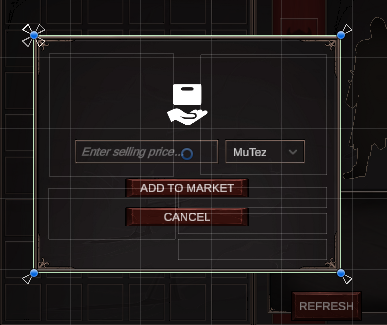 Enter selling price...
MuTez
ADD TO MARKET
CANCEL
REFRESH